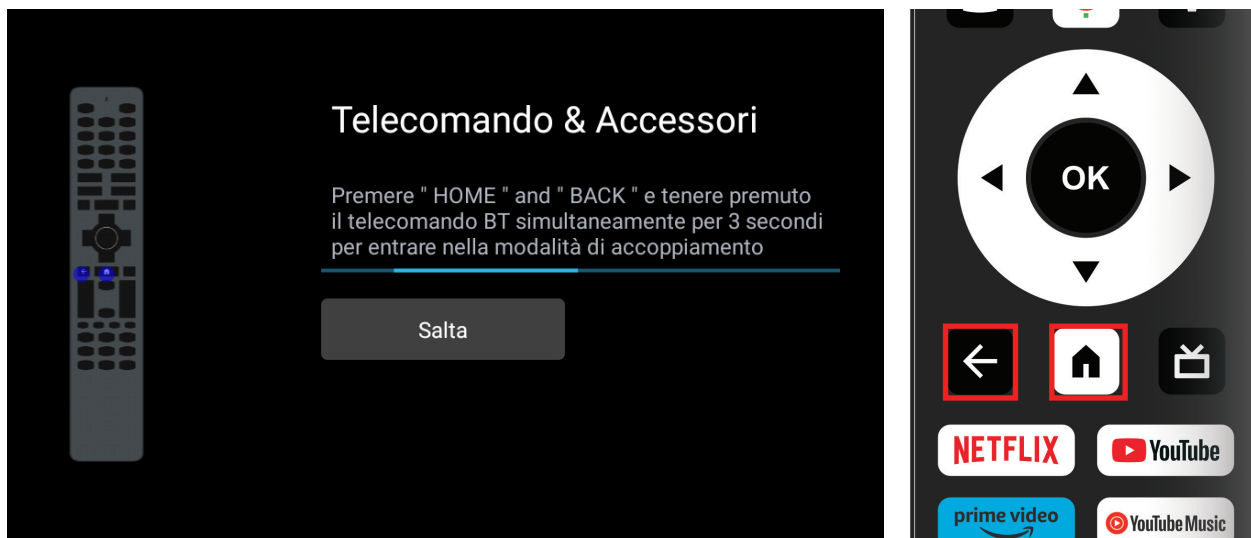 Telecomando & Accessori
Premere " HOME " and " BACK " e tenere premuto
il telecomando BT simultaneamente per 3 secondi
per entrare nella modalità di accoppiamento
Salta
OK
NETFLIX
YouTube
prime video
YouTube Music